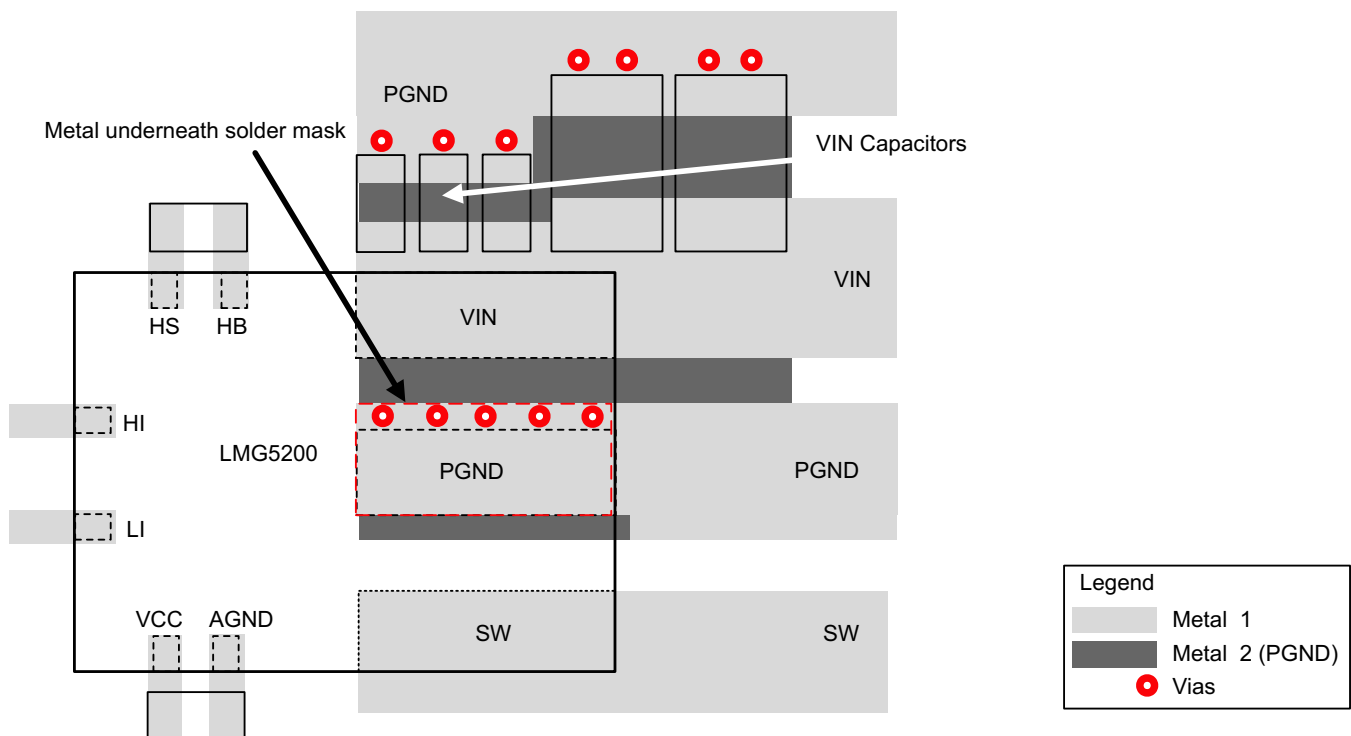 PGND
Metal underneath solder mask
VIN Capacitors
VIN
VIN
HS
HB
HI
LMG5200
PGND
PGND
LI
VCC
AGND
SW
SW
Legend
Metal 1
Metal 2 (PGND)
Vias